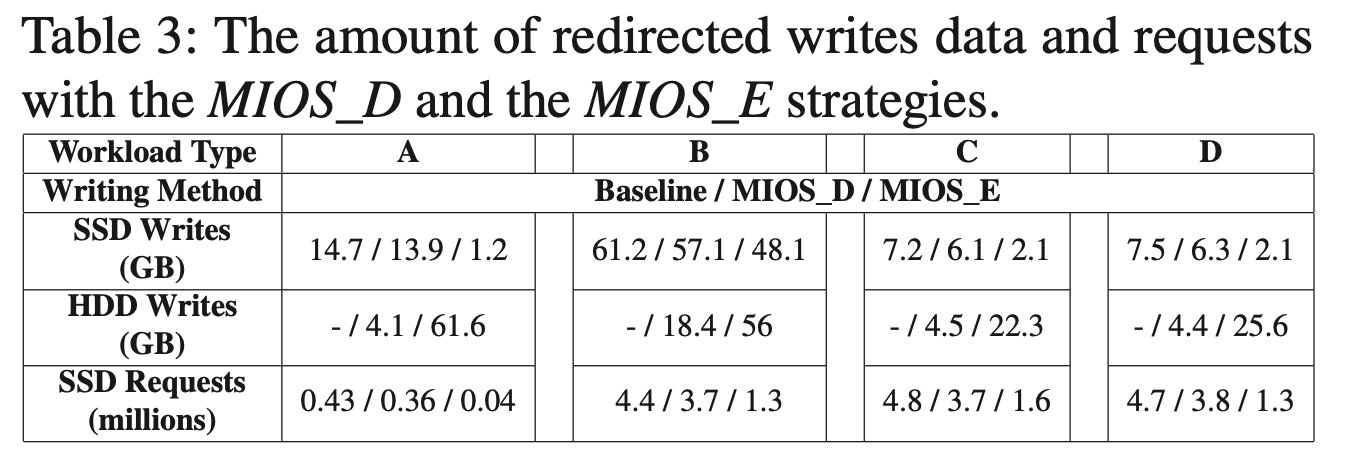 Table 3: The amount of redirected writes data and requests
with the MIOS_D and the MIOS_E strategies.
Workload Type A B C D
Writing Method Baseline / MIOS_D / MIOS_E
SSD Writes
(GB) 14.7 / 13.9 / 1.2 61.2 / 57.1 / 48.1 7.2 / 6.1 / 2.1 7.5 / 6.3 / 2.1
HDD Writes
(GB) - / 4.1 / 61.6 - / 18.4 / 56 - / 4.5 / 22.3 - / 4.4 / 25.6
SSD Requests
(millions) 0.43 / 0.36 / 0.04 4.4 / 3.7 / 1.3 4.8 / 3.7 / 1.6 4.7 / 3.8 / 1.3